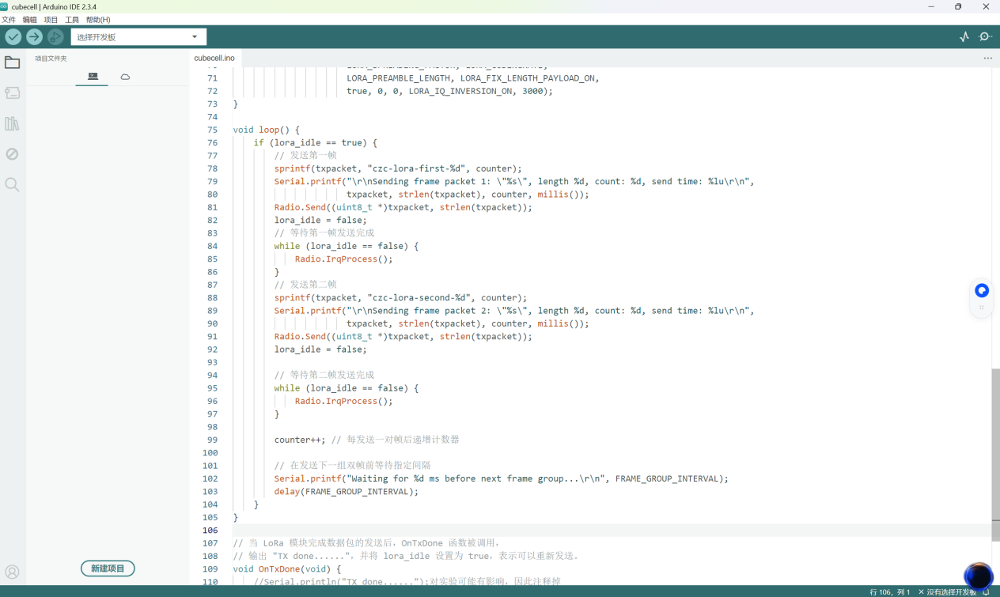 cubecell | Arduino IDE 2.3.4
文件 编辑 项目 工具 帮助(H)
选择开发板
项目文件夹
cubecell.ino
71 LORA_PREAMBLE_LENGTH, LORA_FIX_LENGTH_PAYLOAD_ON,
72 true, 0, 0, LORA_IQ_INVERSION_ON, 3000);
73 }
74
75 void loop() {
76 if (lora_idle == true) {
77 // 发送第一帧
78 sprintf(txpacket, "czc-lora-first-%d", counter);
79 Serial.printf("\r\nSending frame packet 1: \"%s\", length %d, count: %d, send time: %lu\r\n",
80 txpacket, strlen(txpacket), counter, millis());
81 Radio.Send((uint8_t *)txpacket, strlen(txpacket));
82 lora_idle = false;
83 // 等待第一帧发送完成
84 while (lora_idle == false) {
85 Radio.IrqProcess();
86 }
87 // 发送第二帧
88 sprintf(txpacket, "czc-lora-second-%d", counter);
89 Serial.printf("\r\nSending frame packet 2: \"%s\", length %d, count: %d, send time: %lu\r\n",
90 txpacket, strlen(txpacket), counter, millis());
91 Radio.Send((uint8_t *)txpacket, strlen(txpacket));
92 lora_idle = false;
93
94 // 等待第二帧发送完成
95 while (lora_idle == false) {
96 Radio.IrqProcess();
97 }
98
99 counter++; // 每发送一对帧后递增计数器
100
101 // 在发送下一组双帧前等待指定间隔
102 Serial.printf("Waiting for %d ms before next frame group...\r\n", FRAME_GROUP_INTERVAL);
103 delay(FRAME_GROUP_INTERVAL);
104 }
105 }
106
107 // 当 LoRa 模块完成数据包的发送后，OnTxDone 函数被调用，
108 // 输出 "TX done......"，并将 lora_idle 设置为 true，表示可以重新发送。
109 void OnTxDone(void) {
110 //Serial.println("TX done......");对实验可能有影响，因此注释掉
新建项目
行 106，列 1 × 没有选择开发板